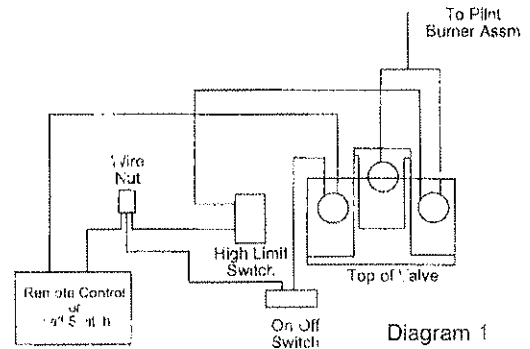 To Pilot
Burner Assm
Wire
Nut
High Limit
Switch
Top of Valve
Remote Control
or
On Off
Switch
Diagram 1